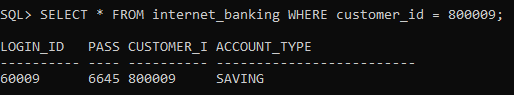 SQL> SELECT * FROM internet_banking WHERE customer_id = 800009;
LOGIN_ID   PASS CUSTOMER_I ACCOUNT_TYPE
---------- ---- ---------- -------------------------
60009      6645 800009     SAVING